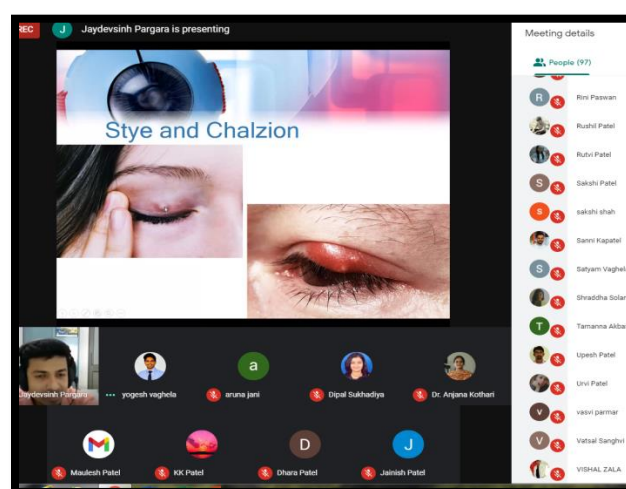 REC
J
Jaydevsinh Pargara is presenting
Stye and Chalzion
Jaydevsinh Pargara
yogesh vaghela
a
aruna jani
Dipal Sukhadiya
Dr. Anjana Kothari
Maulesh Patel
KK Patel
D
Dhara Patel
J
Jainish Patel
Meeting details
People (97)
R
Rini Paswan
Rushil Patel
Rutvi Patel
S
Sakshi Patel
s
sakshi shah
Sanni Kapatel
S
Satyam Vaghel
Shraddha Solan
T
Tamanna Akba
Upesh Patel
Urvi Patel
v
vasvi parmar
V
Vatsal Sanghvi
VISHAL ZALA